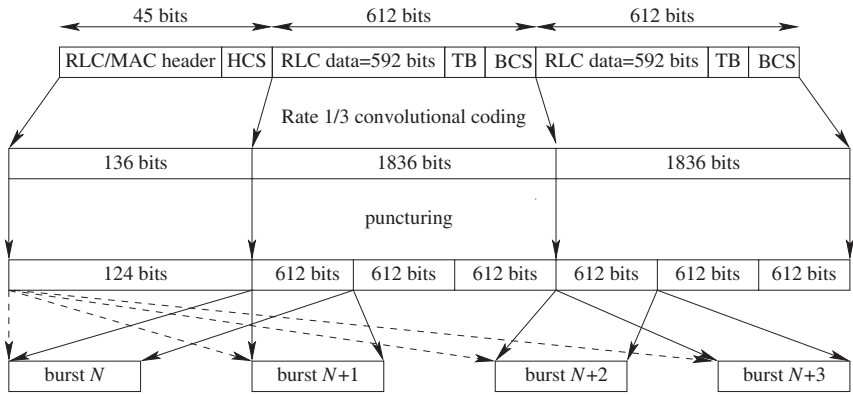 45 bits 612 bits 612 bits
RLC/MAC header HCS RLC data=592 bits TB BCS RLC data=592 bits TB BCS
Rate 1/3 convolutional coding
136 bits 1836 bits 1836 bits
puncturing
124 bits 612 bits 612 bits 612 bits 612 bits 612 bits 612 bits
burst N burst N+1 burst N+2 burst N+3